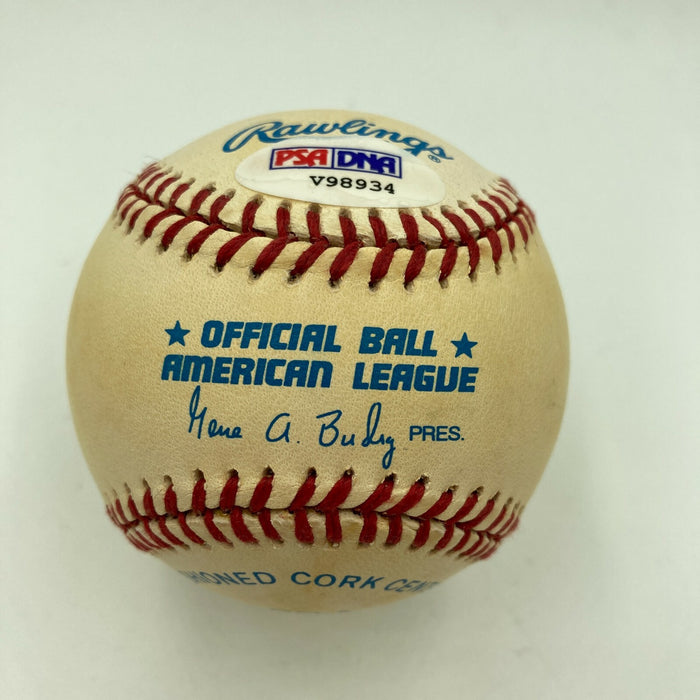 Rawlings®
PSA DNA
V98934
★ OFFICIAL BALL ★
AMERICAN LEAGUE
Gene A. Budig PRES.
IONED CORK CEN